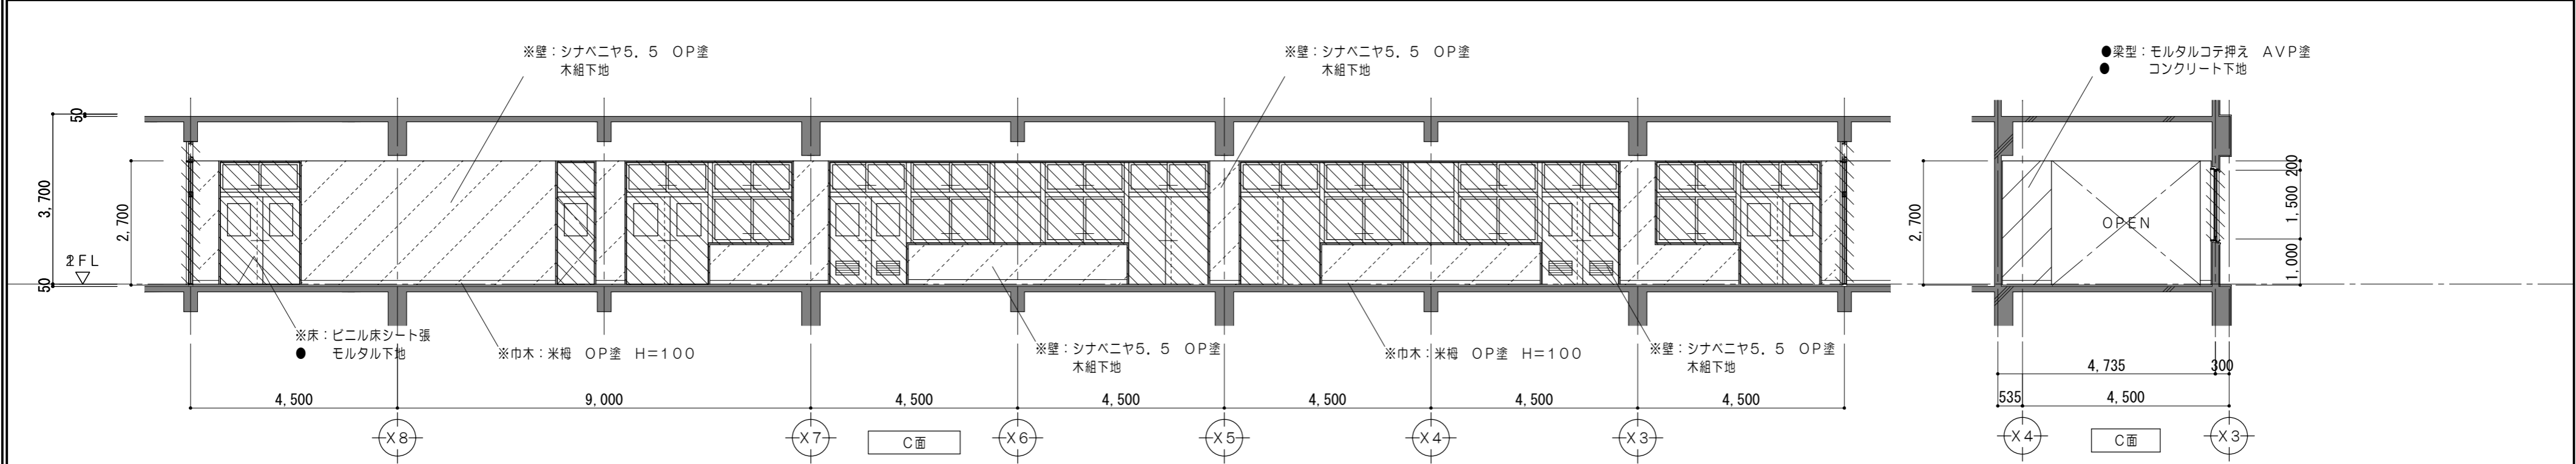 ※壁：シナベニヤ５．５　ＯＰ塗
木組下地
※壁：シナベニヤ５．５　ＯＰ塗
木組下地
●梁型：モルタルコテ押え　ＡＶＰ塗
●　コンクリート下地
50
3,700
2,700
50
2,700
ＯＰＥＮ
200
1,500
1,000
※床：ビニル床シート張
●　モルタル下地
※巾木：米栂　ＯＰ塗　Ｈ＝１００
※壁：シナベニヤ５．５　ＯＰ塗
木組下地
※巾木：米栂　ＯＰ塗　Ｈ＝１００
※壁：シナベニヤ５．５　ＯＰ塗
木組下地
4,735
300
4,500
9,000
4,500
4,500
4,500
4,500
4,500
535
4,500
Ｘ８
Ｘ７
Ｃ面
Ｘ６
Ｘ５
Ｘ４
Ｘ３
Ｘ４
Ｃ面
Ｘ３